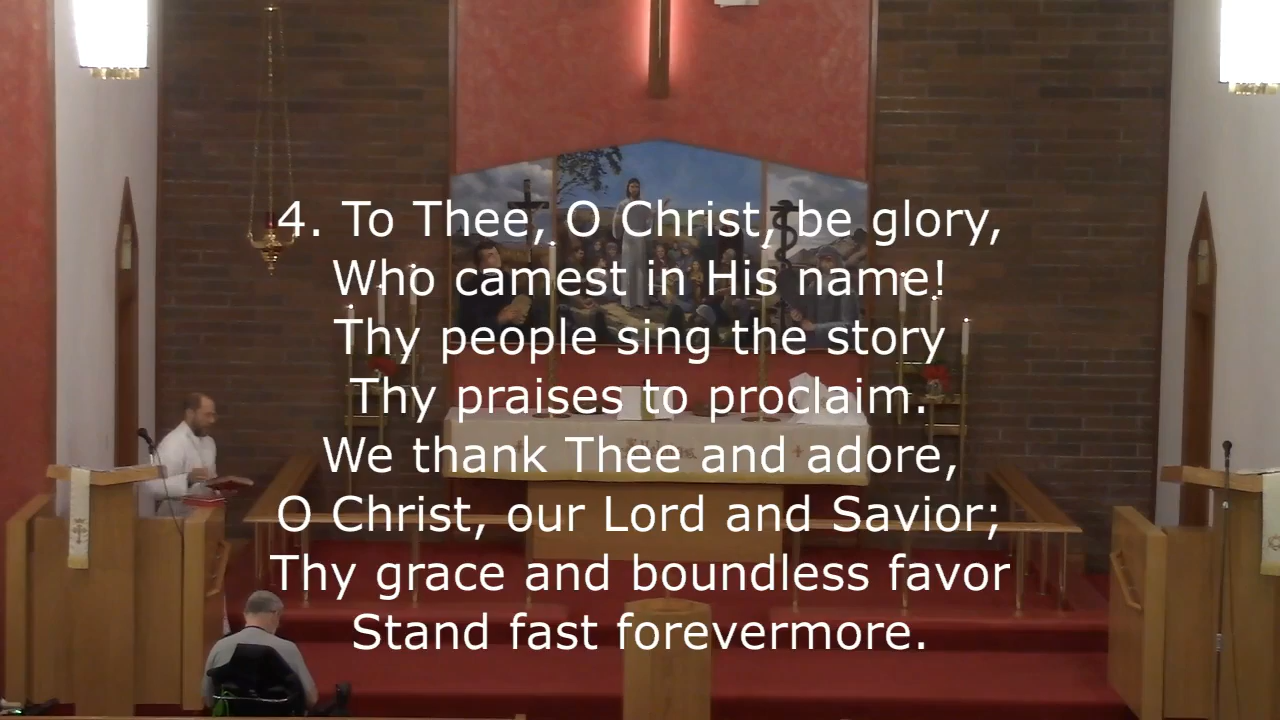 4. To Thee, O Christ, be glory,
Who camest in His name!
Thy people sing the story
Thy praises to proclaim.
We thank Thee and adore,
O Christ, our Lord and Savior;
Thy grace and boundless favor
Stand fast forevermore.